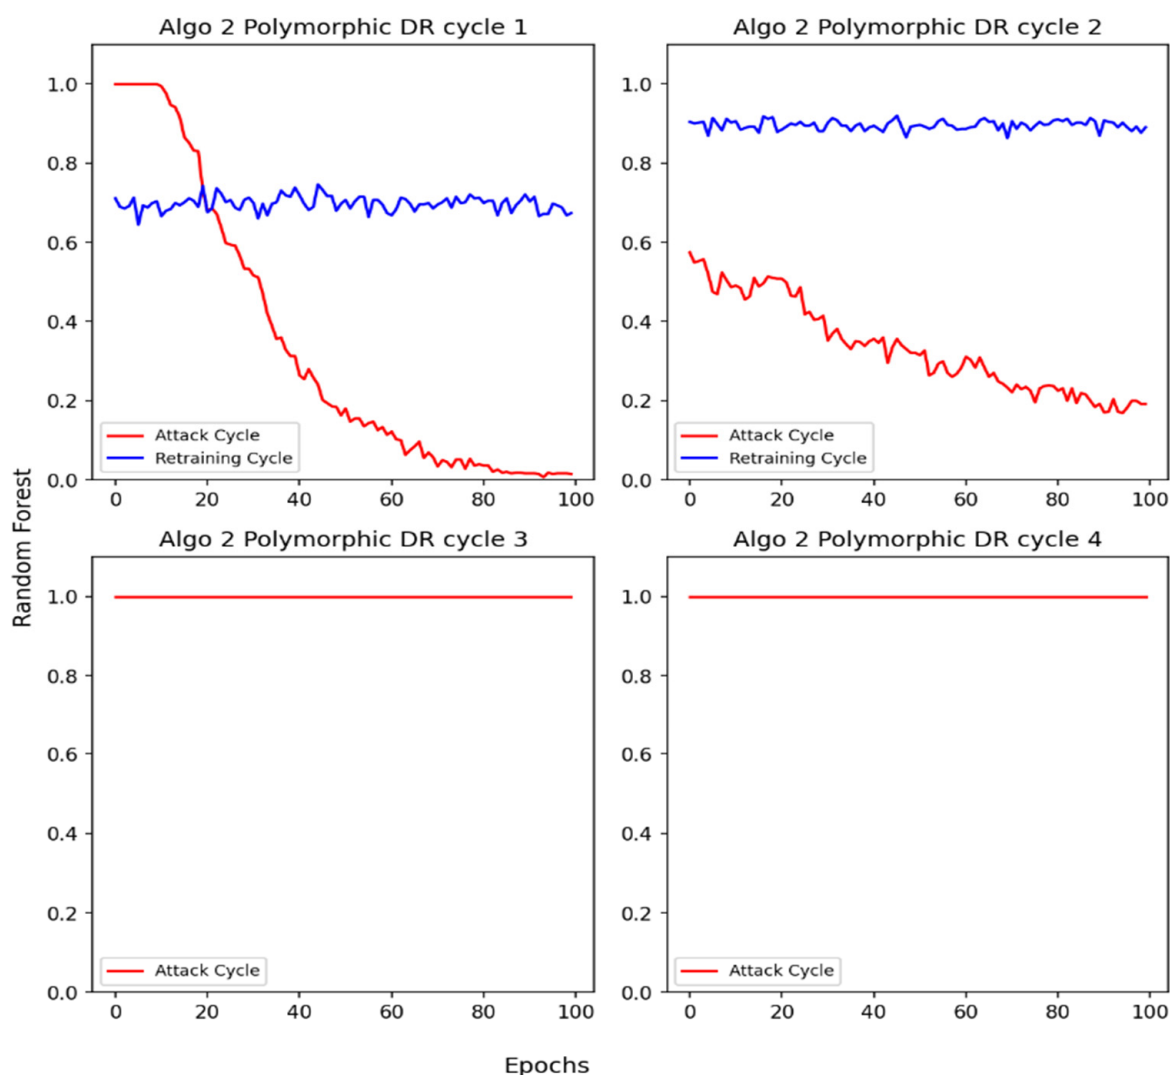 Algo 2 Polymorphic DR cycle 1
1.0
0.8
0.6
0.4
0.2
0.0
Attack Cycle
Retraining Cycle
0 20 40 60 80 100
Algo 2 Polymorphic DR cycle 2
1.0
0.8
0.6
0.4
0.2
0.0
Attack Cycle
Retraining Cycle
0 20 40 60 80 100
Random Forest
Algo 2 Polymorphic DR cycle 3
1.0
0.8
0.6
0.4
0.2
0.0
Attack Cycle
0 20 40 60 80 100
Algo 2 Polymorphic DR cycle 4
1.0
0.8
0.6
0.4
0.2
0.0
Attack Cycle
0 20 40 60 80 100
Epochs